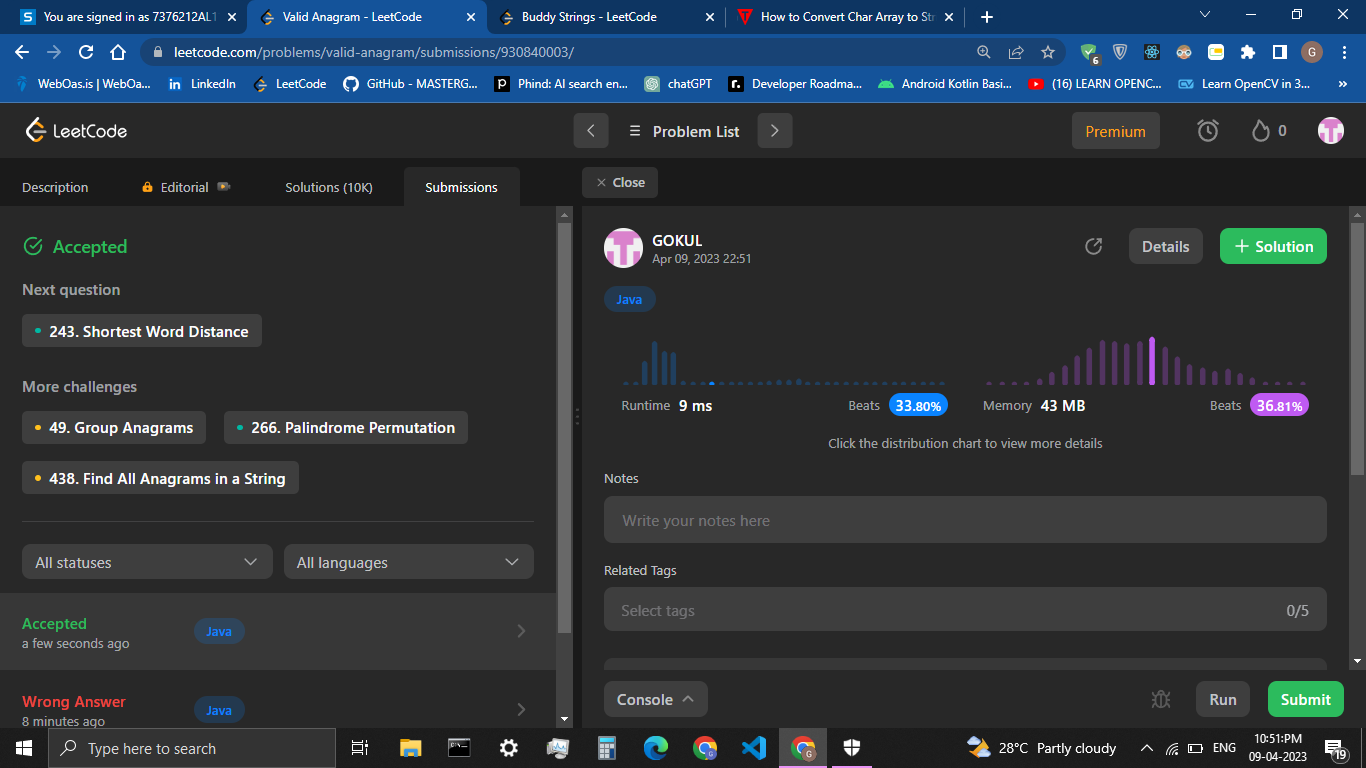 You are signed in as 7376212AL1
Valid Anagram - LeetCode
Buddy Strings - LeetCode
How to Convert Char Array to Str
leetcode.com/problems/valid-anagram/submissions/930840003/
6
G
WebOas.is | WebOa...
LinkedIn
LeetCode
GitHub - MASTERG...
Phind: AI search en...
chatGPT
Developer Roadma...
Android Kotlin Basi...
(16) LEARN OPENC...
Learn OpenCV in 3...
»
LeetCode
Problem List
Premium
0
Description
Editorial
Solutions (10K)
Submissions
Close
Accepted
Next question
243. Shortest Word Distance
More challenges
49. Group Anagrams
266. Palindrome Permutation
438. Find All Anagrams in a String
All statuses
All languages
Accepted
a few seconds ago
Java
Wrong Answer
8 minutes ago
Java
GOKUL
Apr 09, 2023 22:51
Details
+ Solution
Java
Runtime 9 ms
Beats 33.80%
Memory 43 MB
Beats 36.81%
Click the distribution chart to view more details
Notes
Write your notes here
Related Tags
Select tags
0/5
Console
Run
Submit
Type here to search
28°C Partly cloudy
ENG
10:51:PM
09-04-2023
19